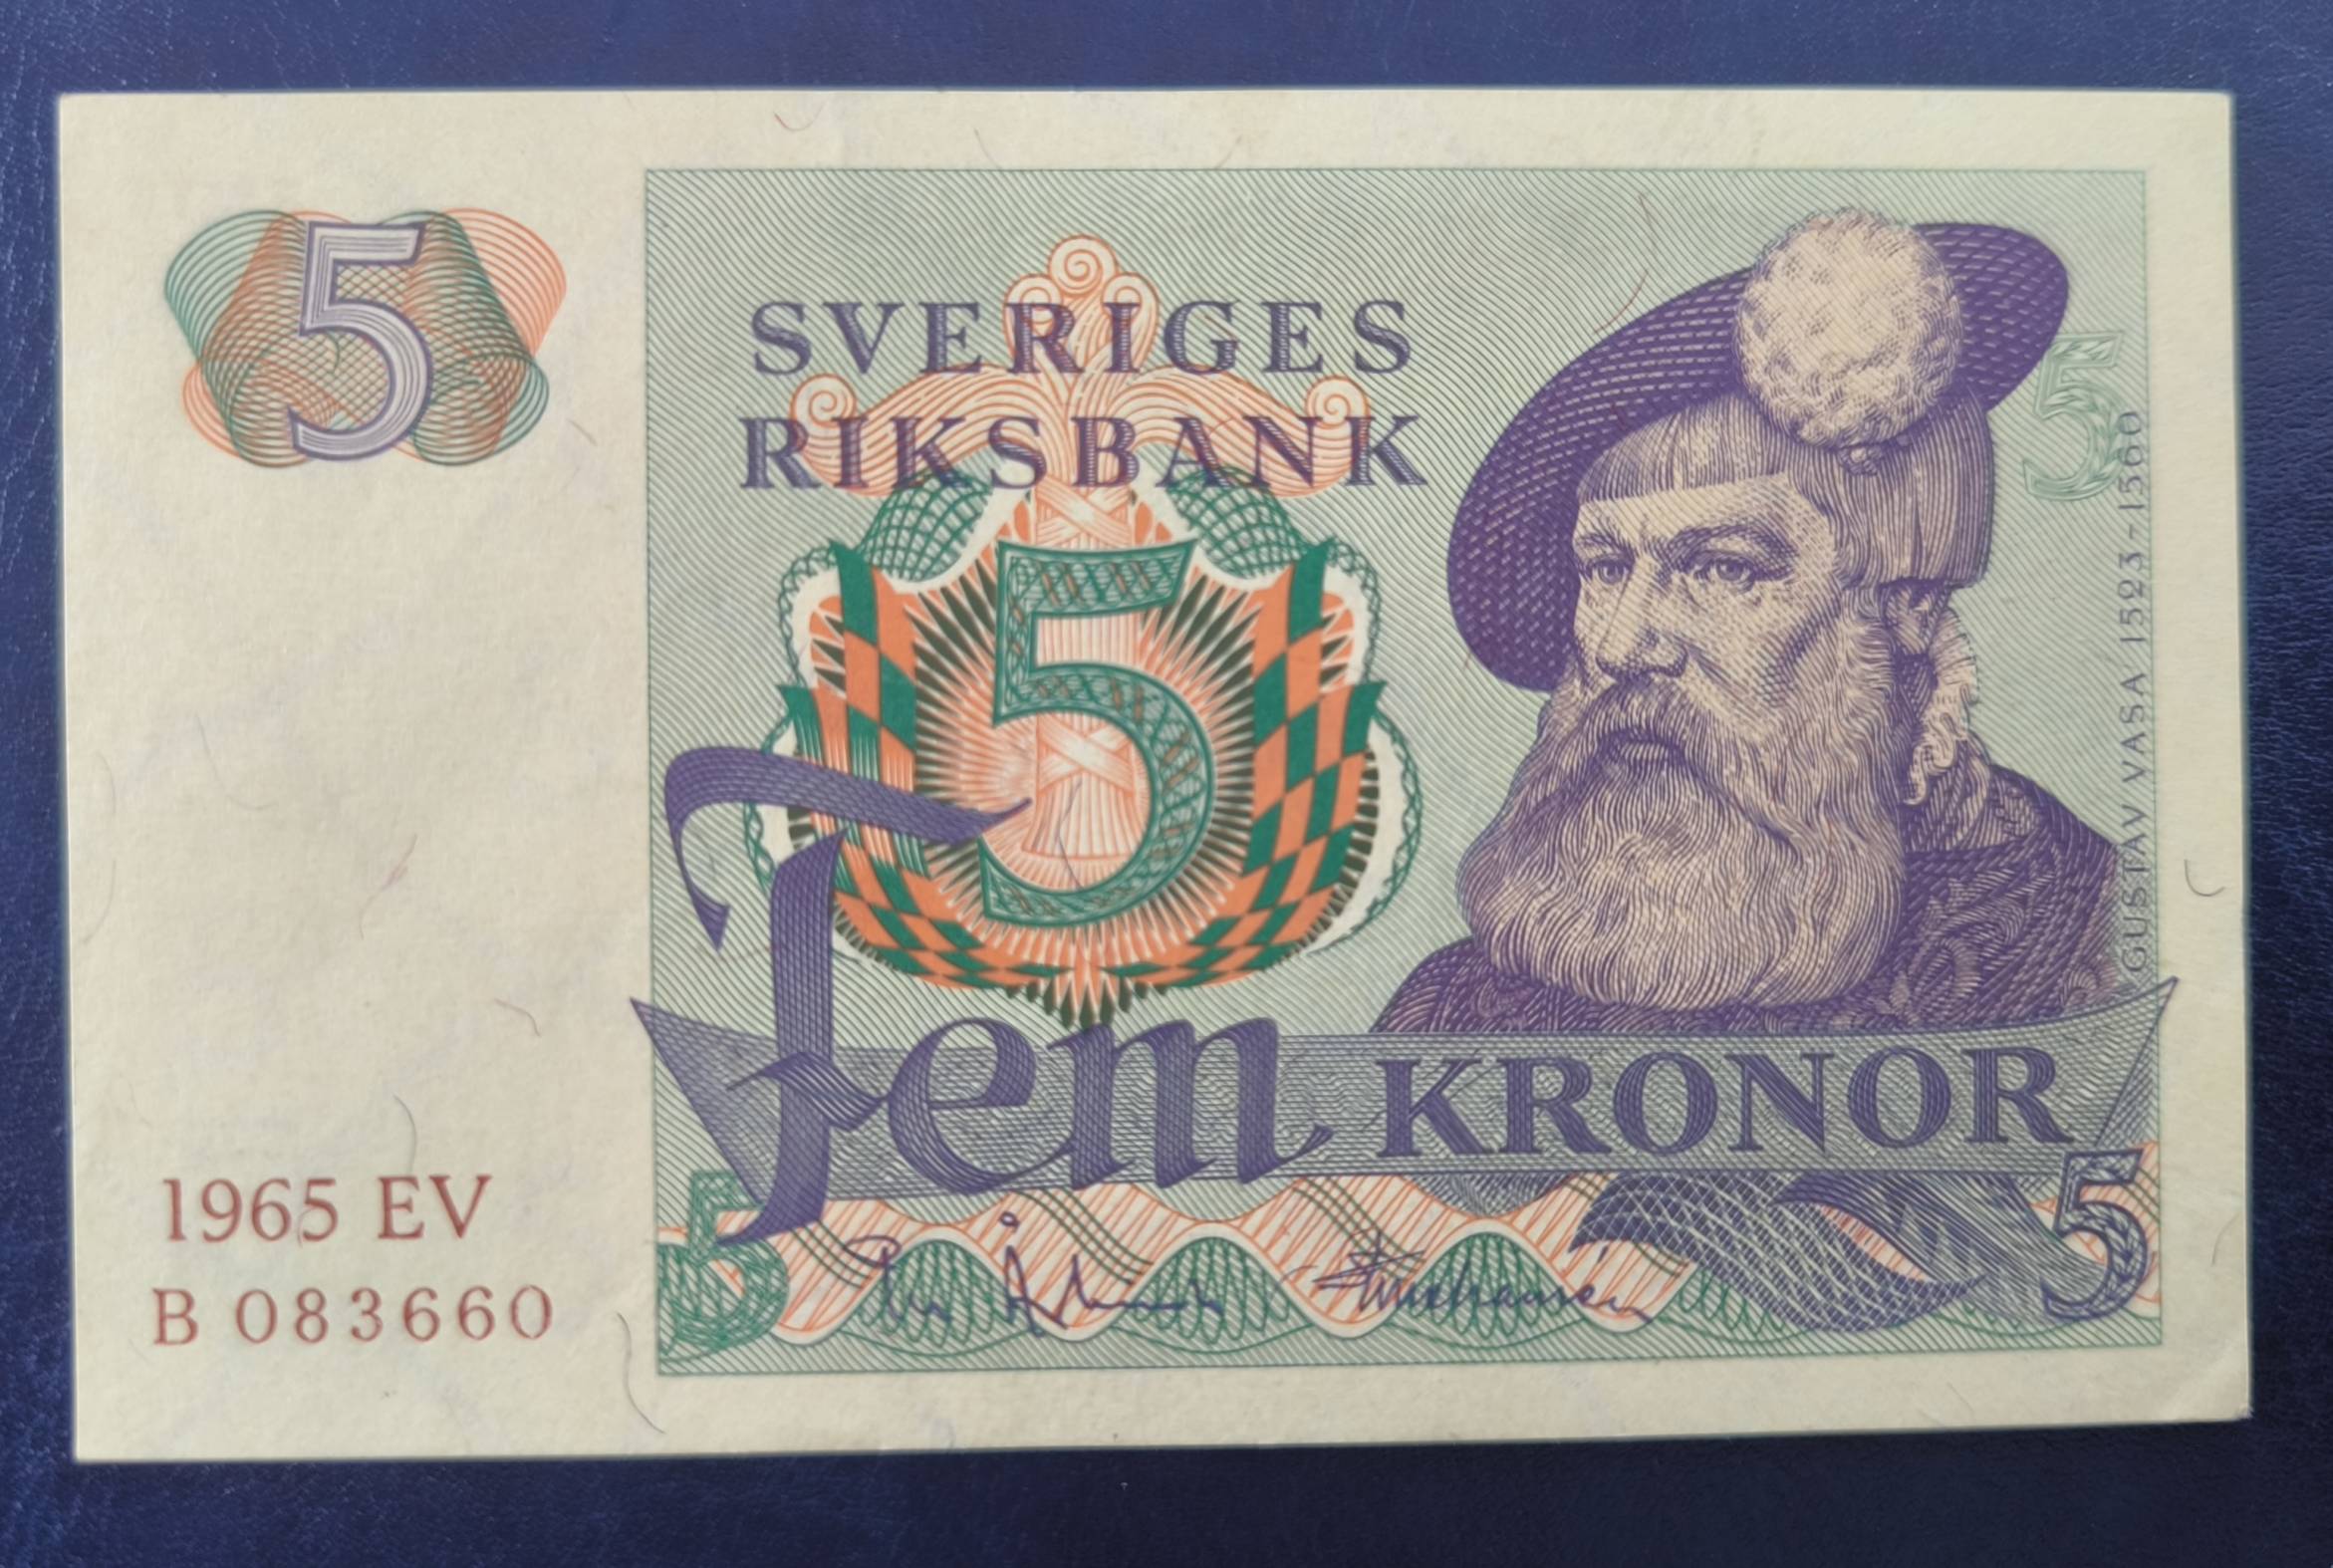 5
SVERIGES
RIKSBANK
5
5
GUSTAV VASA 1523-1560
Fem KRONOR
1965 EV
B 083660
5
5